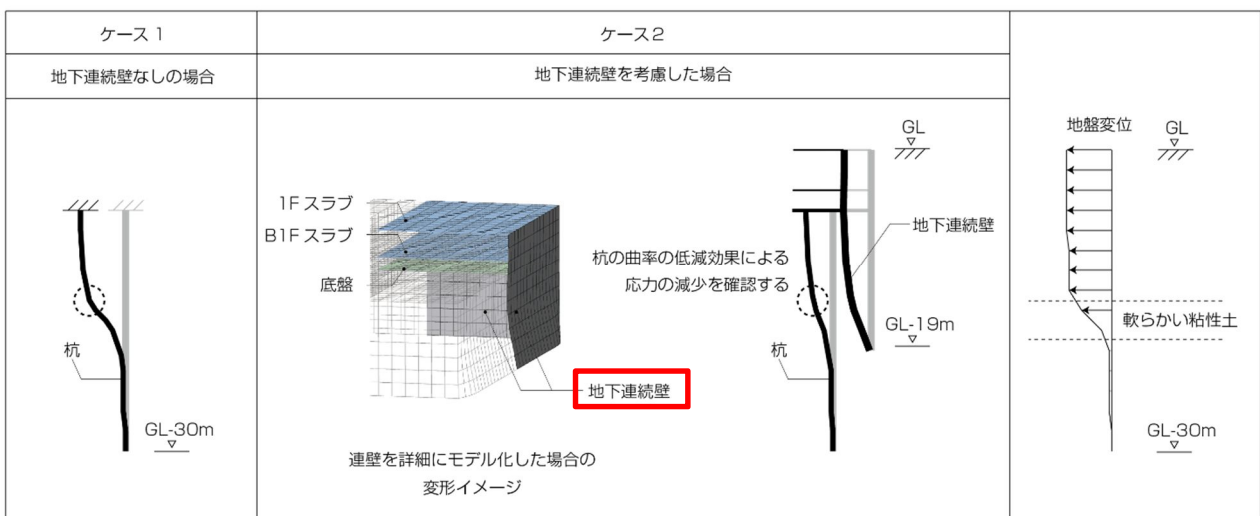 ケース 1
ケース2
地下連続壁なしの場合
地下連続壁を考慮した場合
杭
GL-30m
1F スラブ
B1F スラブ
底盤
地下連続壁
連壁を詳細にモデル化した場合の
変形イメージ
杭の曲率の低減効果による
応力の減少を確認する
GL
地下連続壁
GL-19m
杭
地盤変位
GL
軟らかい粘性土
GL-30m